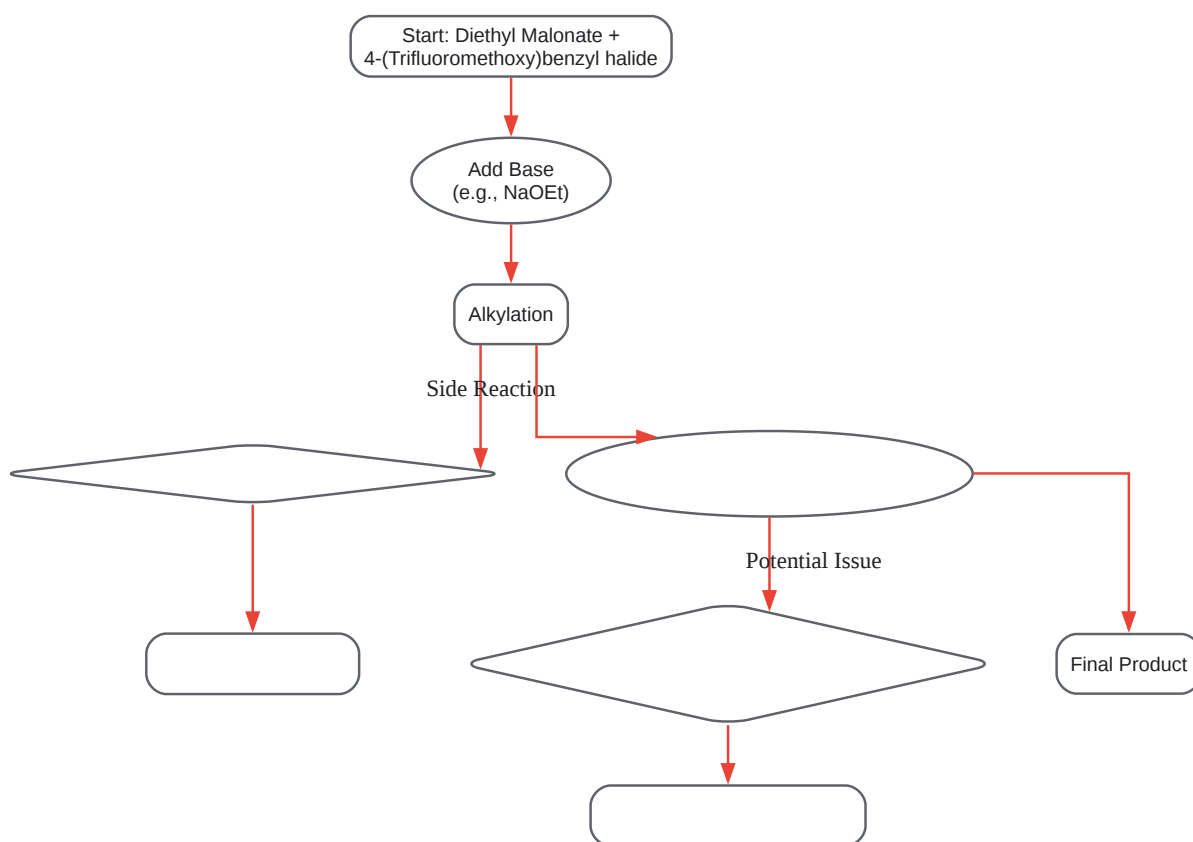 Start: Diethyl Malonate +
4-(Trifluoromethoxy)benzyl halide
Add Base
(e.g., NaOEt)
Alkylation
Side Reaction
Potential Issue
Final Product